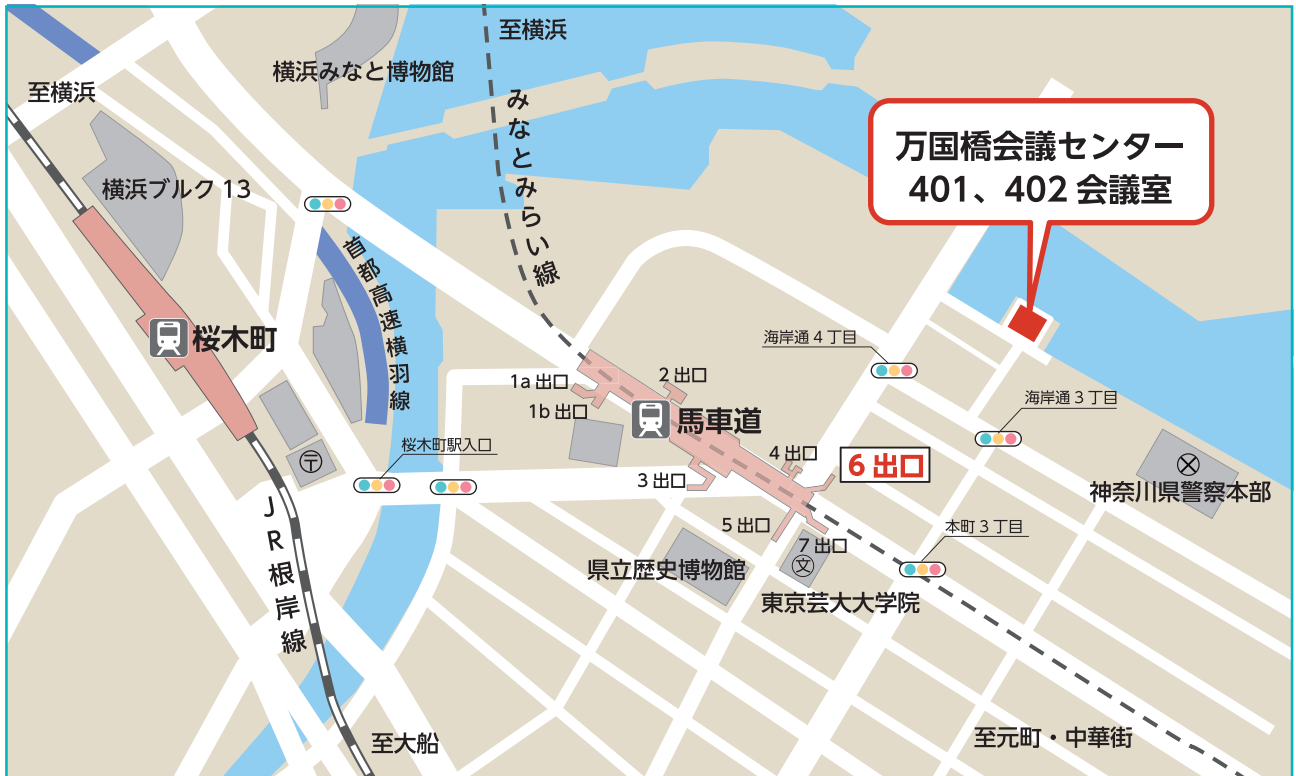 至横浜
横浜みなと博物館
至横浜
みなとみらい線
万国橋会議センター
401、402 会議室
横浜ブルク 13
首都高速横羽線
桜木町
海岸通 4 丁目
1a 出口
2 出口
1b 出口
馬車道
海岸通 3 丁目
桜木町駅入口
〒
4 出口
6 出口
3 出口
神奈川県警察本部
JR根岸線
5 出口
7 出口
本町 3 丁目
県立歴史博物館
文
東京芸大大学院
至大船
至元町・中華街